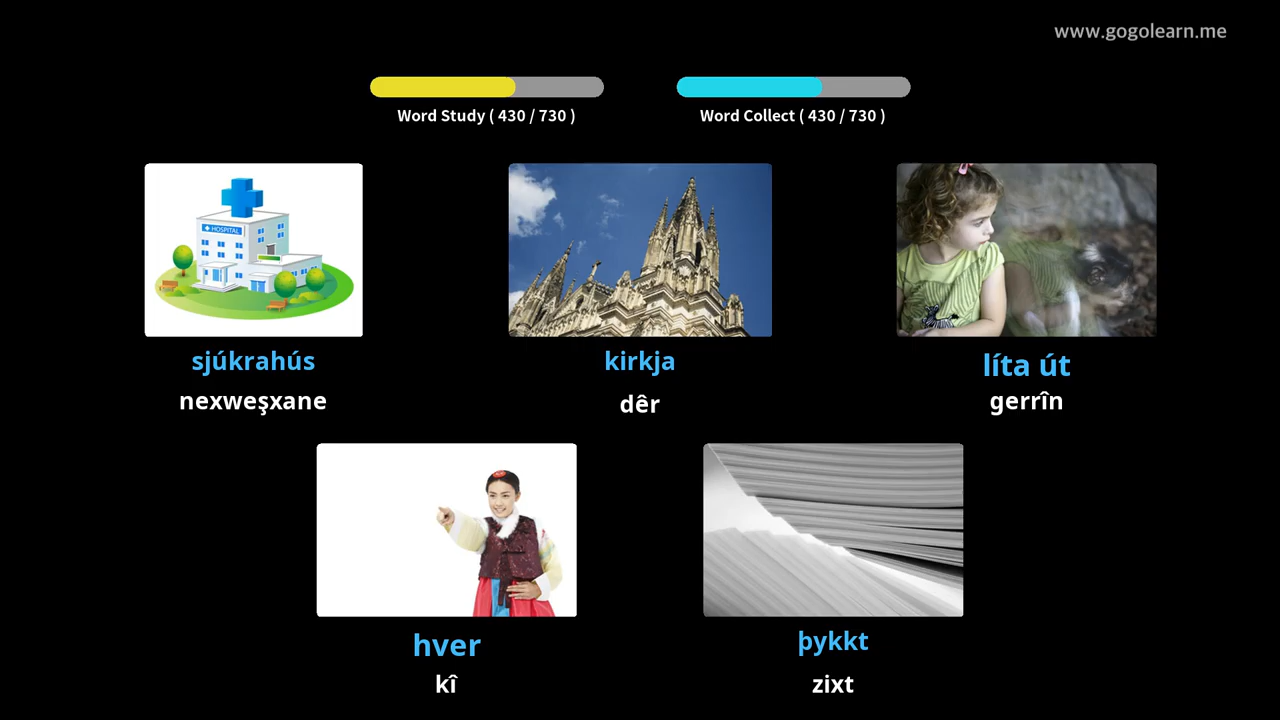 www.gogolearn.me
Word Study ( 430 / 730 )
Word Collect ( 430 / 730 )
HOSPITAL
sjúkrahús
nexweşxane
kirkja
dêr
líta út
gerrîn
hver
kî
þykkt
zixt